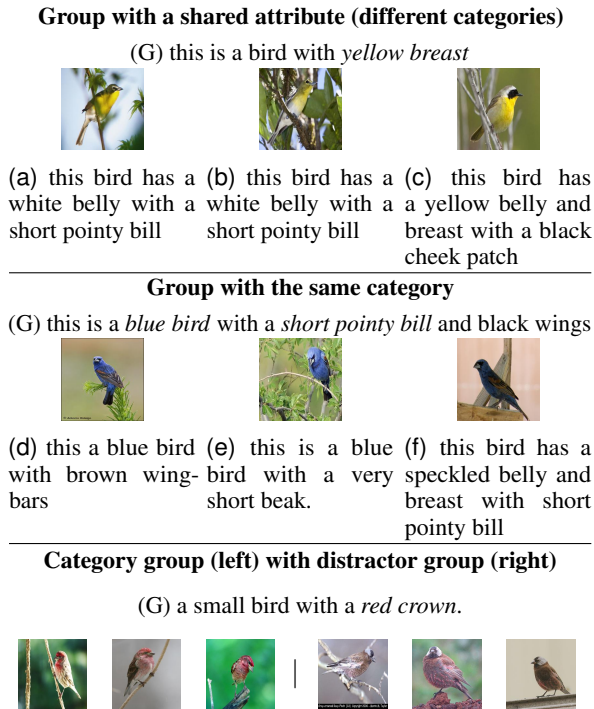 Group with a shared attribute (different categories)
(G) this is a bird with yellow breast
(a) this bird has a white belly with a short pointy bill
(b) this bird has a white belly with a short pointy bill
(c) this bird has a yellow belly and breast with a black cheek patch
Group with the same category
(G) this is a blue bird with a short pointy bill and black wings
(d) this a blue bird with brown wing-bars
(e) this is a blue bird with a very short beak.
(f) this bird has a speckled belly and breast with short pointy bill
Category group (left) with distractor group (right)
(G) a small bird with a red crown.